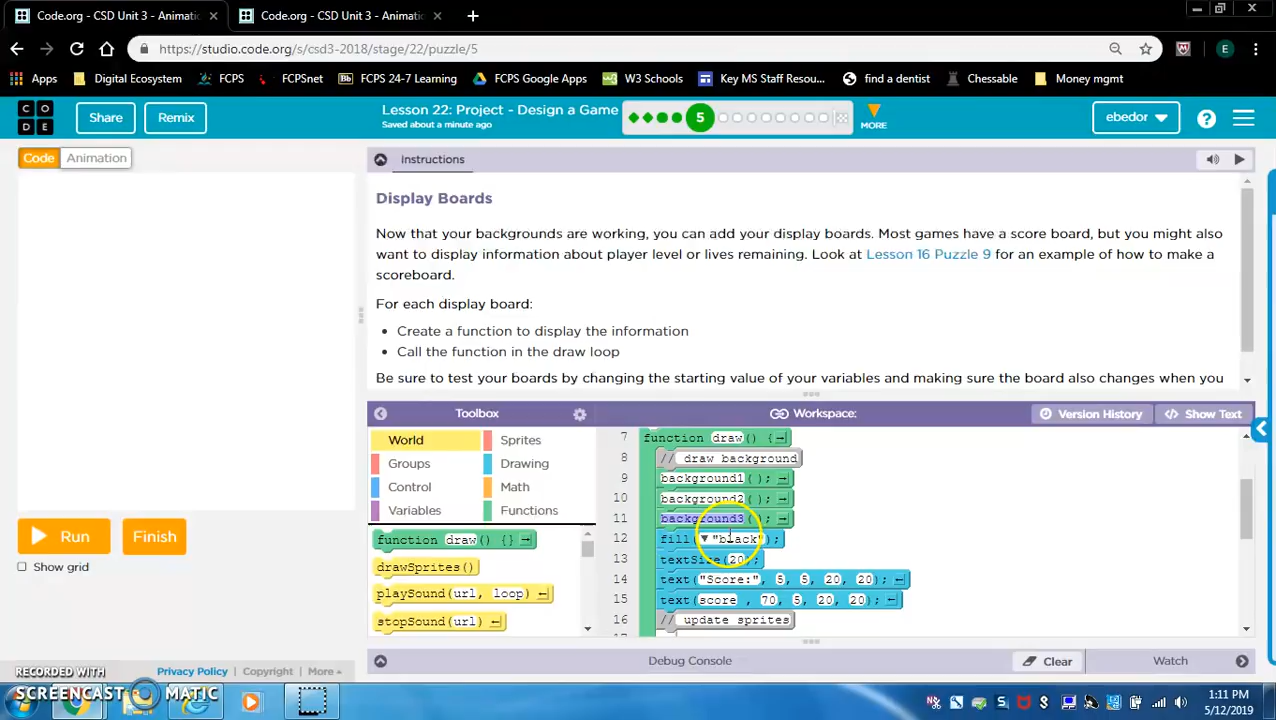 Code.org - CSD Unit 3 - Animati
Code.org - CSD Unit 3 - Animatic
https://studio.code.org/s/csd3-2018/stage/22/puzzle/5
E
Apps
Digital Ecosystem
FCPS
FCPSnet
Bb FCPS 24-7 Learning
FCPS Google Apps
W3 Schools
Key MS Staff Resou...
find a dentist
Chessable
Money mgmt
CO
DE
Share
Remix
Lesson 22: Project - Design a Game
Saved about a minute ago
5
MORE
ebedor
?
Code
Animation
Instructions
Display Boards
Now that your backgrounds are working, you can add your display boards. Most games have a score board, but you might also
want to display information about player level or lives remaining. Look at Lesson 16 Puzzle 9 for an example of how to make a
scoreboard.
For each display board:
• Create a function to display the information
• Call the function in the draw loop
Be sure to test your boards by changing the starting value of your variables and making sure the board also changes when you
Toolbox
Workspace:
Version History
Show Text
World
Sprites
Groups
Drawing
Control
Math
Variables
Functions
function draw() {}
drawSprites()
playSound(url, loop)
stopSound(url)
7 function draw() {
8 // draw background
9 background1();
10 background2();
11 background3();
12 fill("black");
13 textSize(20);
14 text("Score:", 5, 5, 20, 20);
15 text(score , 70, 5, 20, 20);
16 // update sprites
Run
Finish
Show grid
Debug Console
Clear
Watch
Privacy Policy
Copyright
More
RECORDED WITH
SCREENCAST MATIC
1:11 PM
5/12/2019